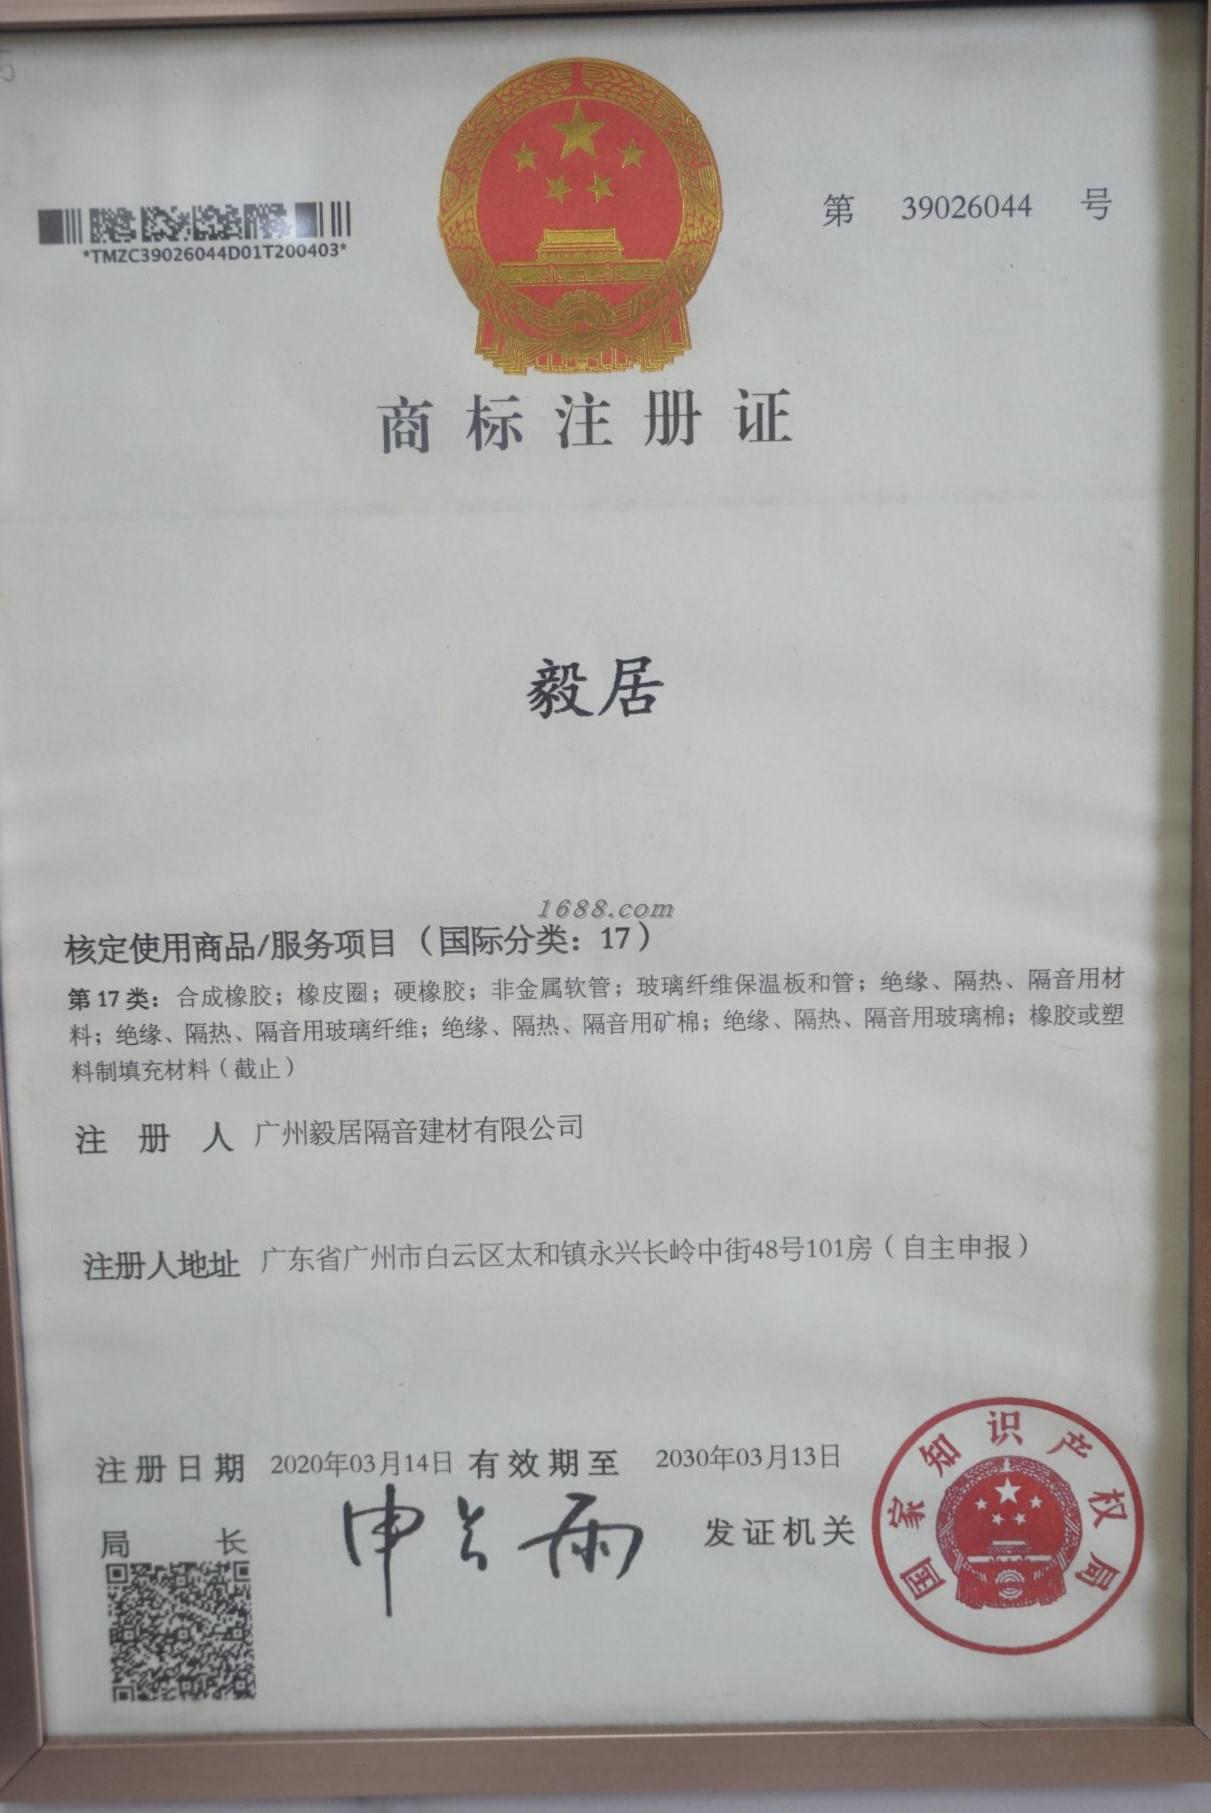 第 39026044 号
*TMZC39026044D01T200403*
商标注册证
毅居
1688.com
核定使用商品/服务项目（国际分类：17）
第17类：合成橡胶；橡皮圈；硬橡胶；非金属软管；玻璃纤维保温板和管；绝缘、隔热、隔音用材
料；绝缘、隔热、隔音用玻璃纤维；绝缘、隔热、隔音用矿棉；绝缘、隔热、隔音用玻璃棉；橡胶或塑
料制填充材料（截止）
注册人 广州毅居隔音建材有限公司
注册人地址 广东省广州市白云区太和镇永兴长岭中街48号101房（自主申报）
注册日期 2020年03月14日 有效期至 2030年03月13日
局长 申长雨 发证机关
国家知识产权局